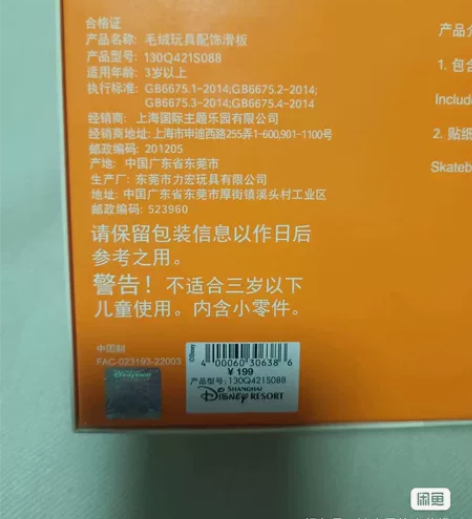 合格证
产品名称: 毛绒玩具配饰滑板
产品型号: 130Q421S088
适用年龄: 3岁以上
执行标准: GB6675.1-2014;GB6675.2-2014;
GB6675.3-2014;GB6675.4-2014
经销商: 上海国际主题乐园有限公司
经销商地址: 上海市申迪西路255弄1-600,901-1100号
邮政编码: 201205
产地: 中国广东省东莞市
生产厂: 东莞市力宏玩具有限公司
地址: 中国广东省东莞市厚街镇溪头村工业区
邮政编码: 523960
请保留包装信息以作日后
参考之用。
警告! 不适合三岁以下
儿童使用。内含小零件。
中国制
FAC-023193-22003
©Disney
4 00060 30638 6
¥ 199
产品型号:130Q421S088
SHANGHAI
Disney RESORT
产品介
1. 包含
Include
2. 贴纸
Skateb
闲鱼